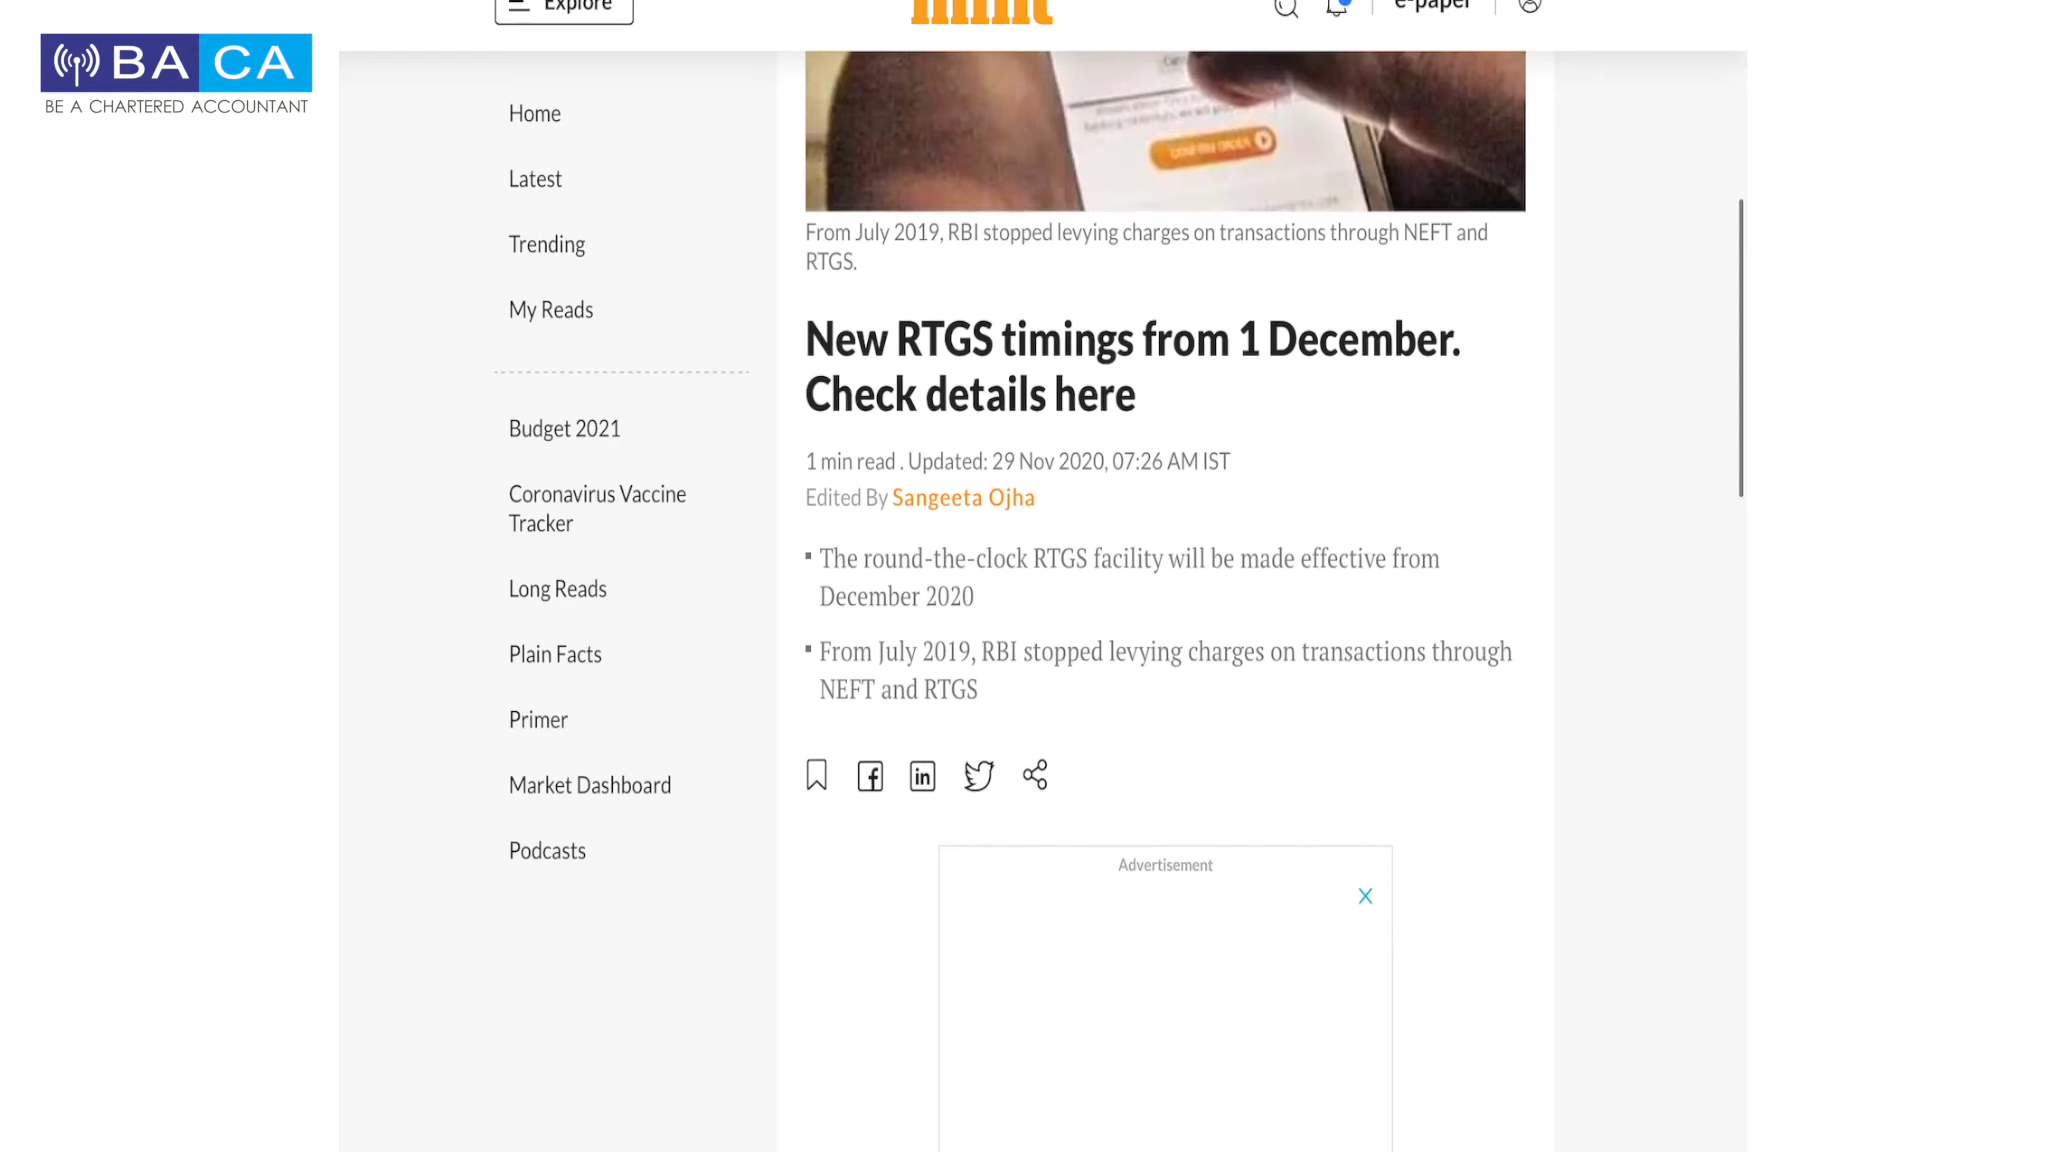 Explore
mint
e-paper
BA CA
BE A CHARTERED ACCOUNTANT
Home
Latest
Trending
My Reads
Budget 2021
Coronavirus Vaccine
Tracker
Long Reads
Plain Facts
Primer
Market Dashboard
Podcasts
CONFIRM ORDER
From July 2019, RBI stopped levying charges on transactions through NEFT and
RTGS.
New RTGS timings from 1 December.
Check details here
1 min read . Updated: 29 Nov 2020, 07:26 AM IST
Edited By Sangeeta Ojha
The round-the-clock RTGS facility will be made effective from
December 2020
From July 2019, RBI stopped levying charges on transactions through
NEFT and RTGS
Advertisement
X